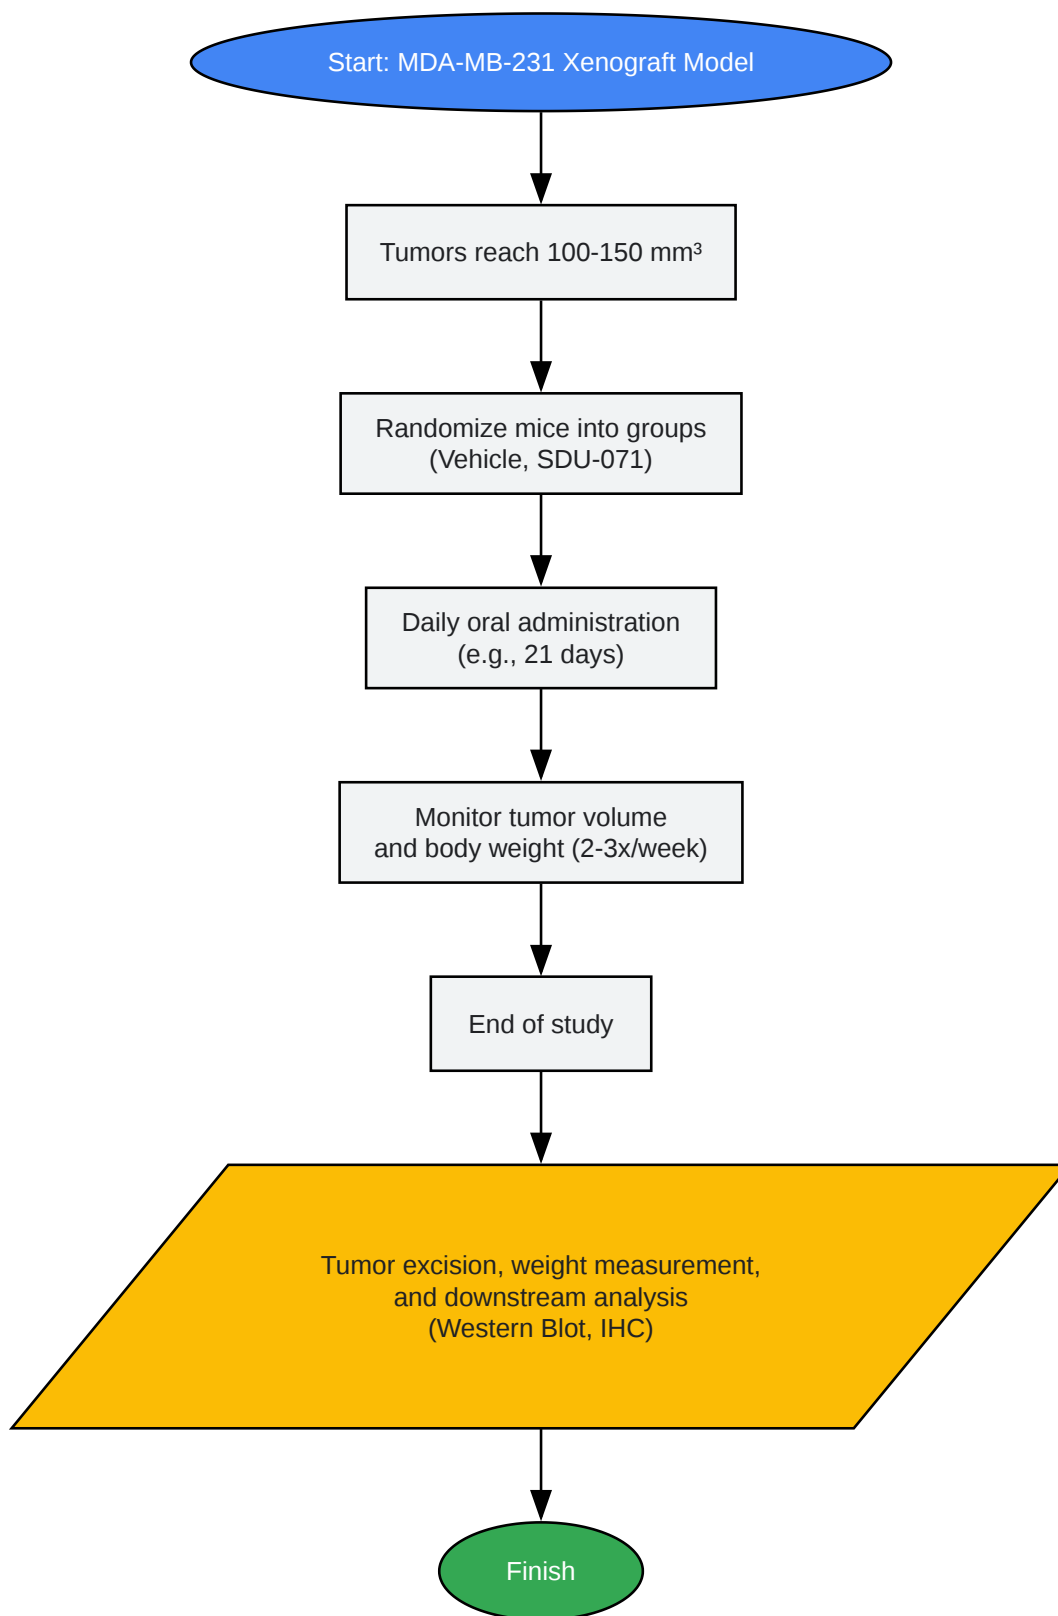 Start: MDA-MB-231 Xenograft Model
Tumors reach 100-150 mm³
Randomize mice into groups
(Vehicle, SDU-071)
Daily oral administration
(e.g., 21 days)
Monitor tumor volume
and body weight (2-3x/week)
End of study
Tumor excision, weight measurement,
and downstream analysis
(Western Blot, IHC)
Finish